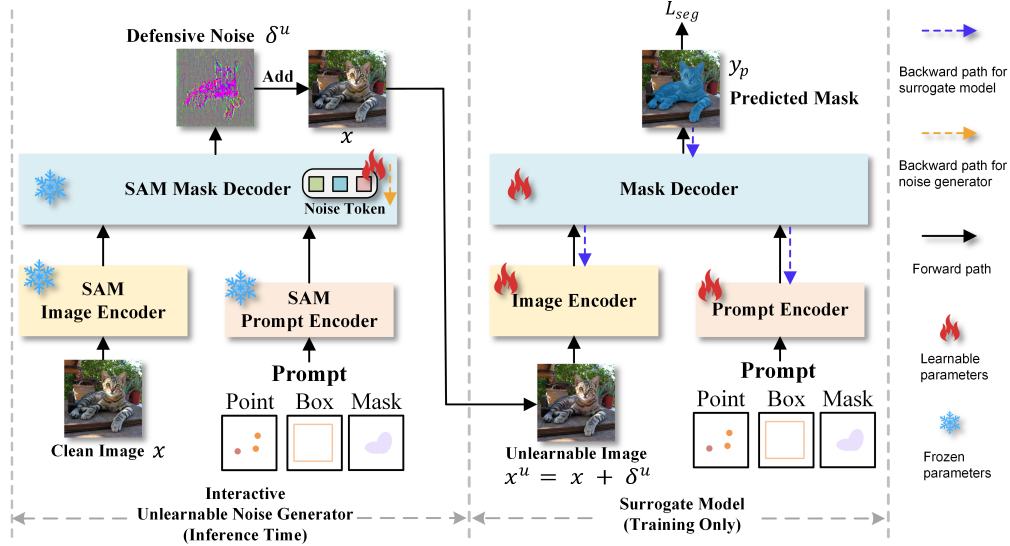 Defensive Noise δᵘ
Add
x
SAM Mask Decoder
Noise Token
SAM
Image Encoder
SAM
Prompt Encoder
Clean Image x
Prompt
Point Box Mask
Interactive
Unlearnable Noise Generator
(Inference Time)
L_seg
y_p
Predicted Mask
Mask Decoder
Image Encoder
Prompt Encoder
Unlearnable Image
xᵘ = x + δᵘ
Prompt
Point Box Mask
Surrogate Model
(Training Only)
Backward path for
surrogate model
Backward path for
noise generator
Forward path
Learnable
parameters
Frozen
parameters